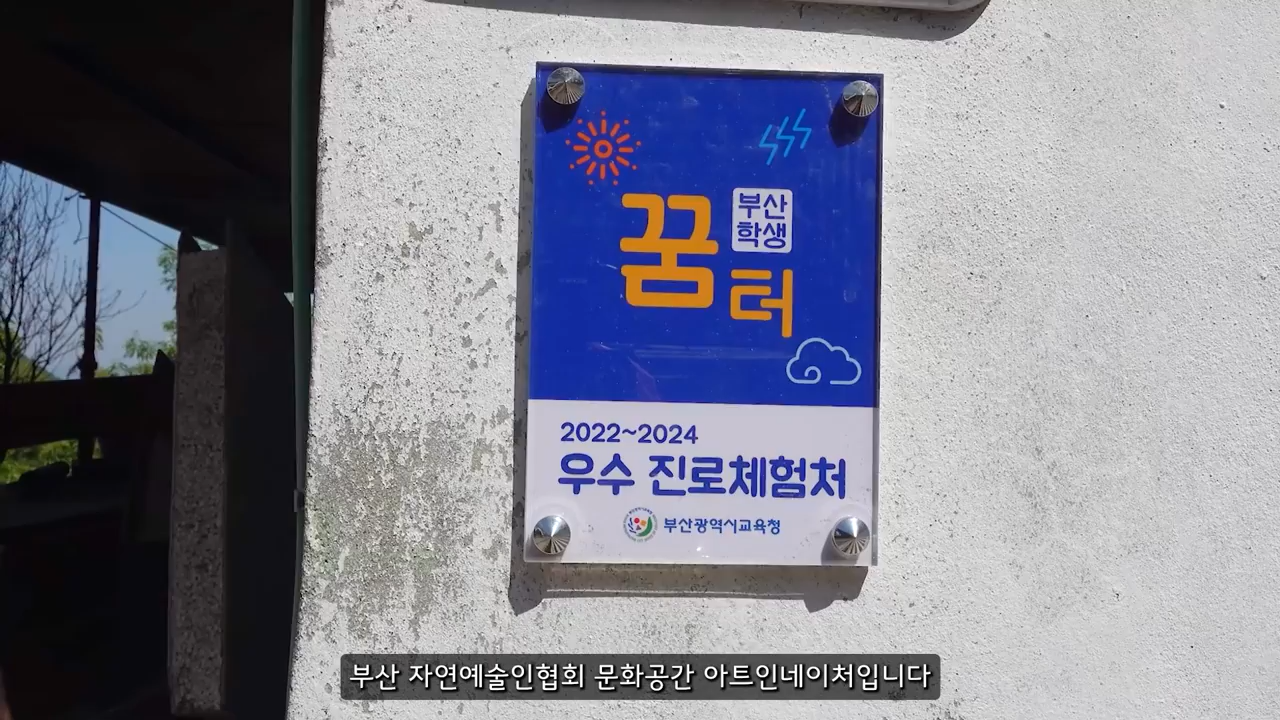 부산
학생
꿈터
2022~2024
우수 진로체험처
부산광역시교육청
부산 자연예술인협회 문화공간 아트인네이처입니다